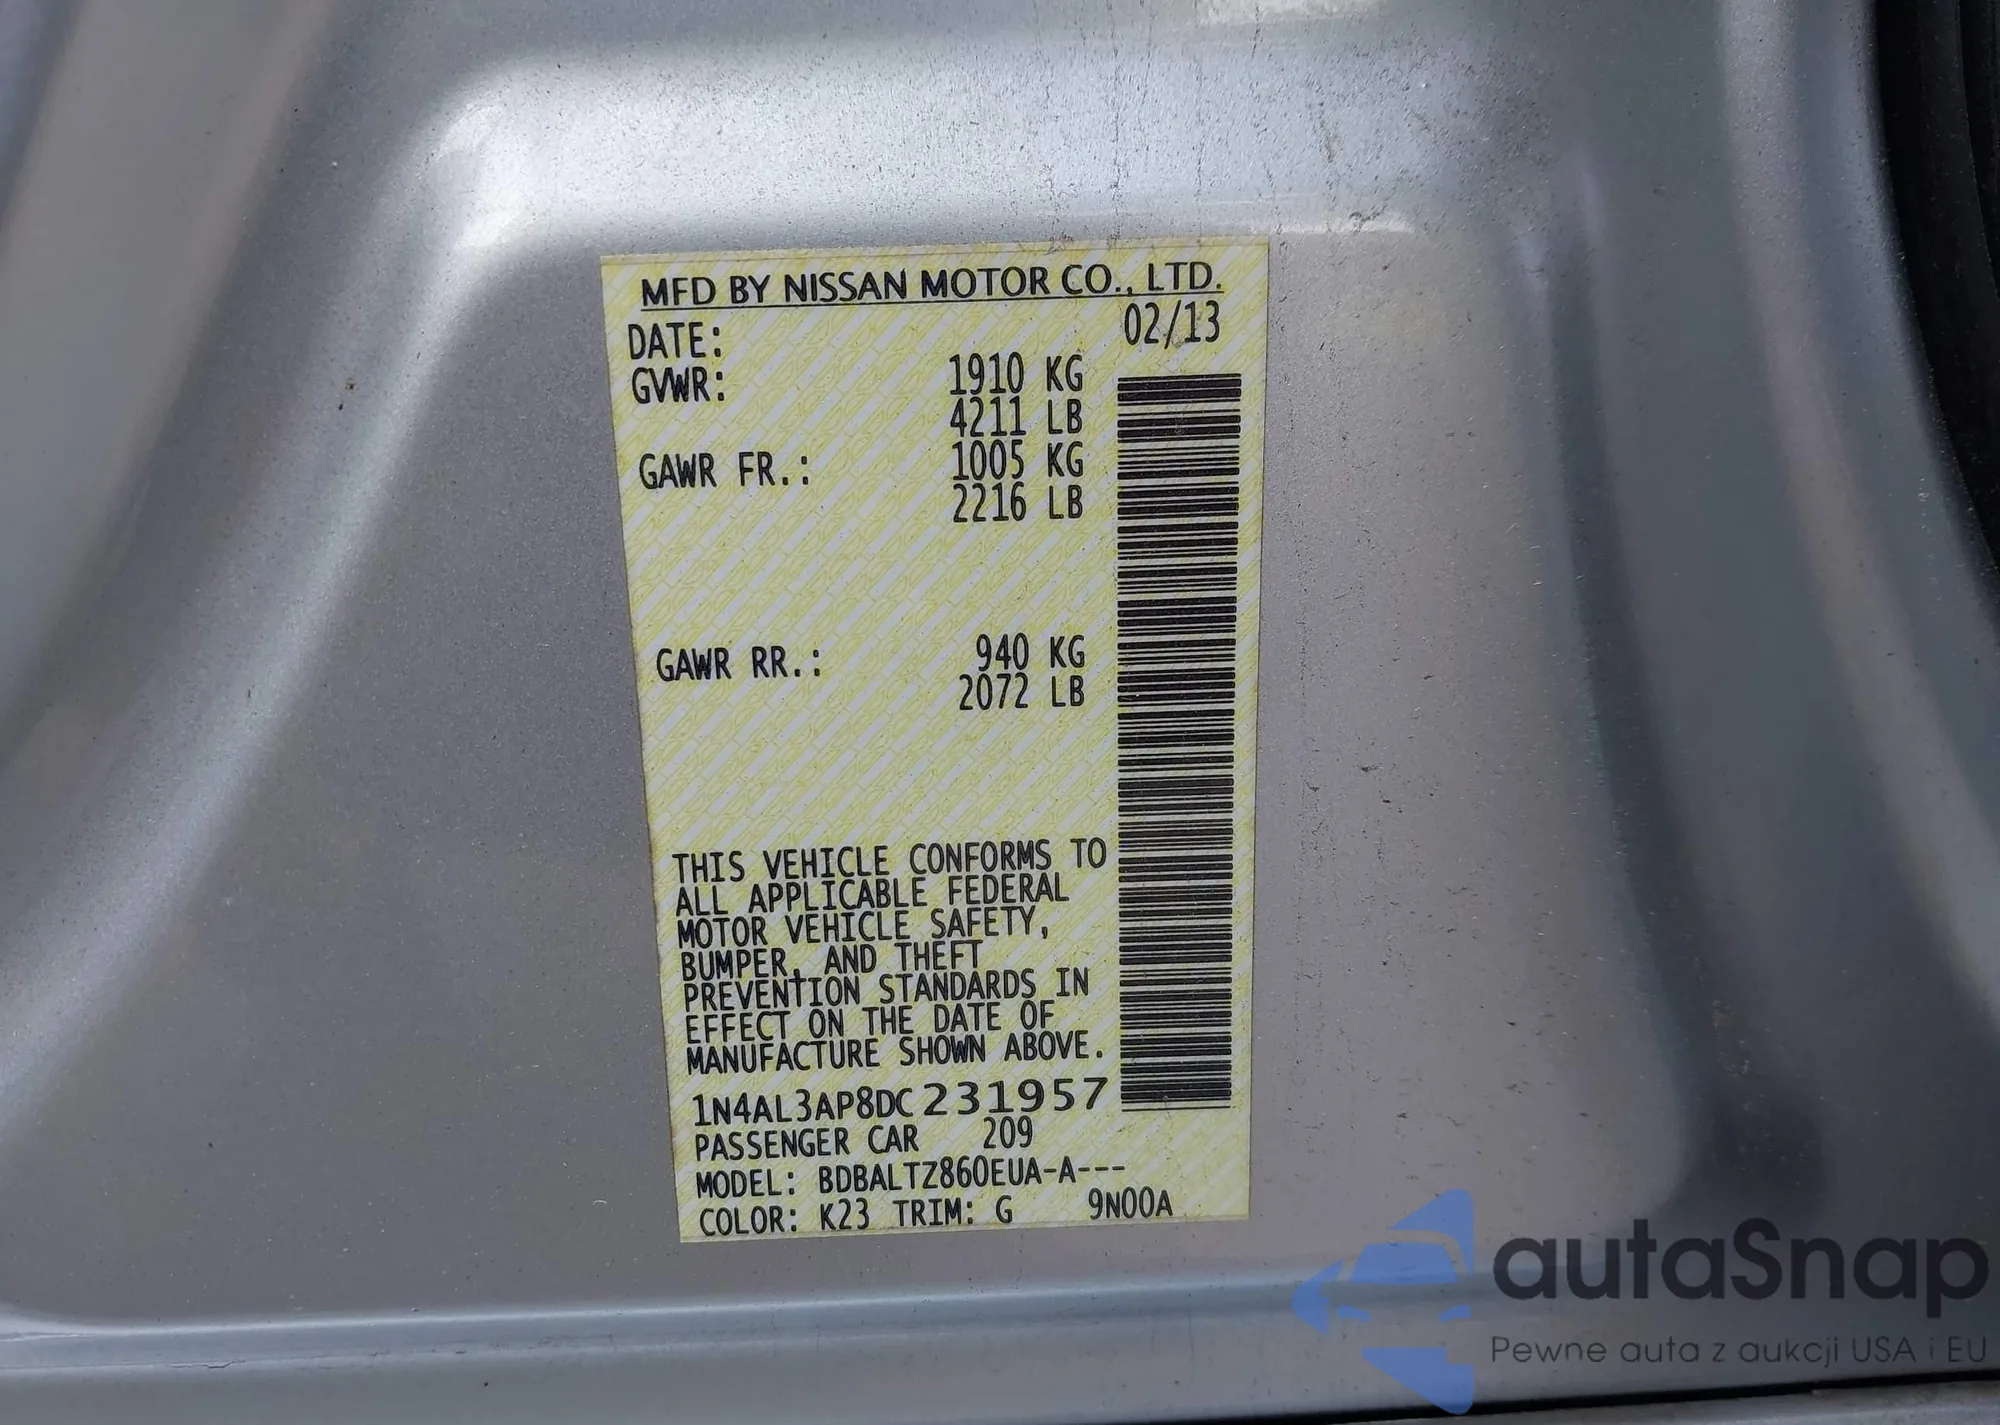 MFD BY NISSAN MOTOR CO., LTD.
DATE: 02/13
GVWR: 1910 KG
4211 LB
GAWR FR.: 1005 KG
2216 LB
GAWR RR.: 940 KG
2072 LB
THIS VEHICLE CONFORMS TO
ALL APPLICABLE FEDERAL
MOTOR VEHICLE SAFETY,
BUMPER, AND THEFT
PREVENTION STANDARDS IN
EFFECT ON THE DATE OF
MANUFACTURE SHOWN ABOVE.
1N4AL3AP8DC231957
PASSENGER CAR 209
MODEL: BDBALTZ860EUA-A---
COLOR: K23 TRIM: G 9N00A
autaSnap
Pewne auta z aukcji USA i EU